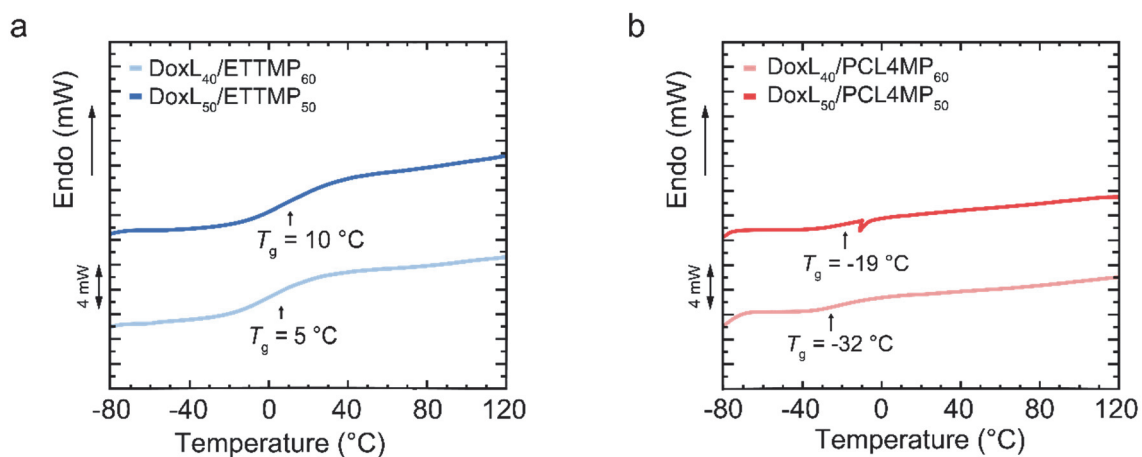 a
Endo (mW)
4 mW
DoxL40/ETTMP60
DoxL50/ETTMP50
Tg = 10 °C
Tg = 5 °C
-80 -40 0 40 80 120
Temperature (°C)
b
Endo (mW)
4 mW
DoxL40/PCL4MP60
DoxL50/PCL4MP50
Tg = -19 °C
Tg = -32 °C
-80 -40 0 40 80 120
Temperature (°C)